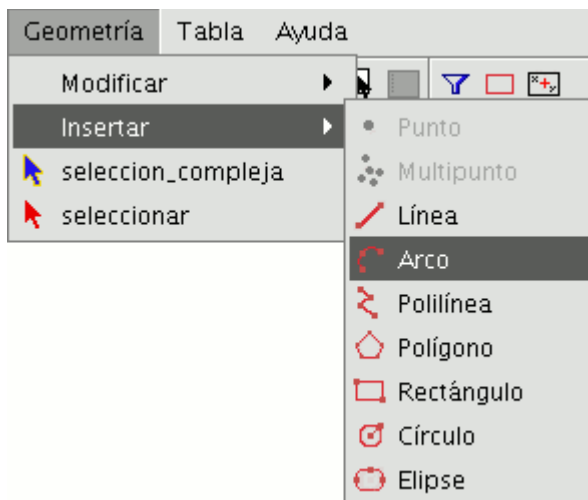 Geometría Tabla Ayuda
Modificar
Insertar
seleccion_compleja
seleccionar
Punto
Multipunto
Línea
Arco
Polilínea
Polígono
Rectángulo
Círculo
Elipse